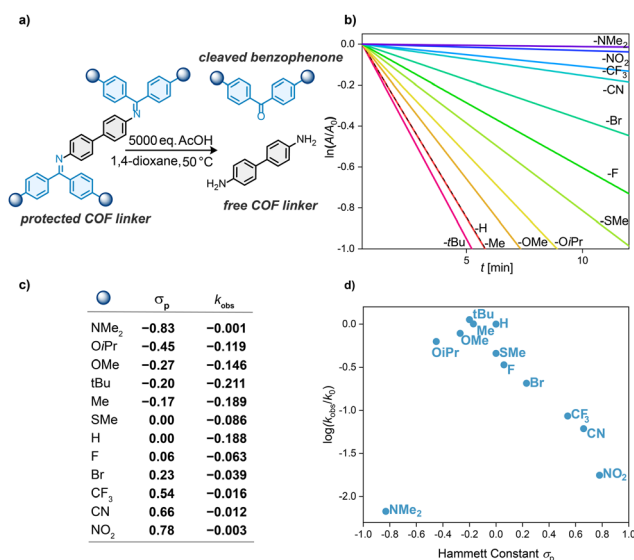 a)
cleaved benzophenone
O
N
N
5000 eq. AcOH
1,4-dioxane, 50 °C
NH2
H2N
protected COF linker
free COF linker
b)
ln(A/A0)
0.0
-0.2
-0.4
-0.6
-0.8
-1.0
-NMe2
-NO2
-CF3
-CN
-Br
-F
-SMe
-H
-tBu
-Me
-OMe
-OiPr
5
10
t [min]
c)
σp kobs
NMe2 −0.83 −0.001
OiPr −0.45 −0.119
OMe −0.27 −0.146
tBu −0.20 −0.211
Me −0.17 −0.189
SMe 0.00 −0.086
H 0.00 −0.188
F 0.06 −0.063
Br 0.23 −0.039
CF3 0.54 −0.016
CN 0.66 −0.012
NO2 0.78 −0.003
d)
log(kobs/k0)
0.0
-0.5
-1.0
-1.5
-2.0
tBu
Me
H
OMe
OiPr
SMe
F
Br
CF3
CN
NO2
NMe2
-1.0 -0.8 -0.6 -0.4 -0.2 0.0 0.2 0.4 0.6 0.8 1.0
Hammett Constant σp